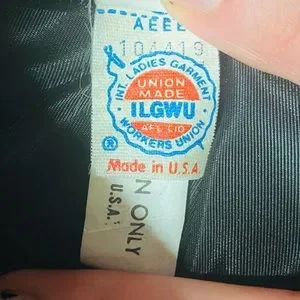 AEEE
104419
INT. LADIES GARMENT
UNION
MADE
ILGWU
AFL CIO
WORKERS UNION
®
Made in U.S.A.
N ONLY
U.S.A.